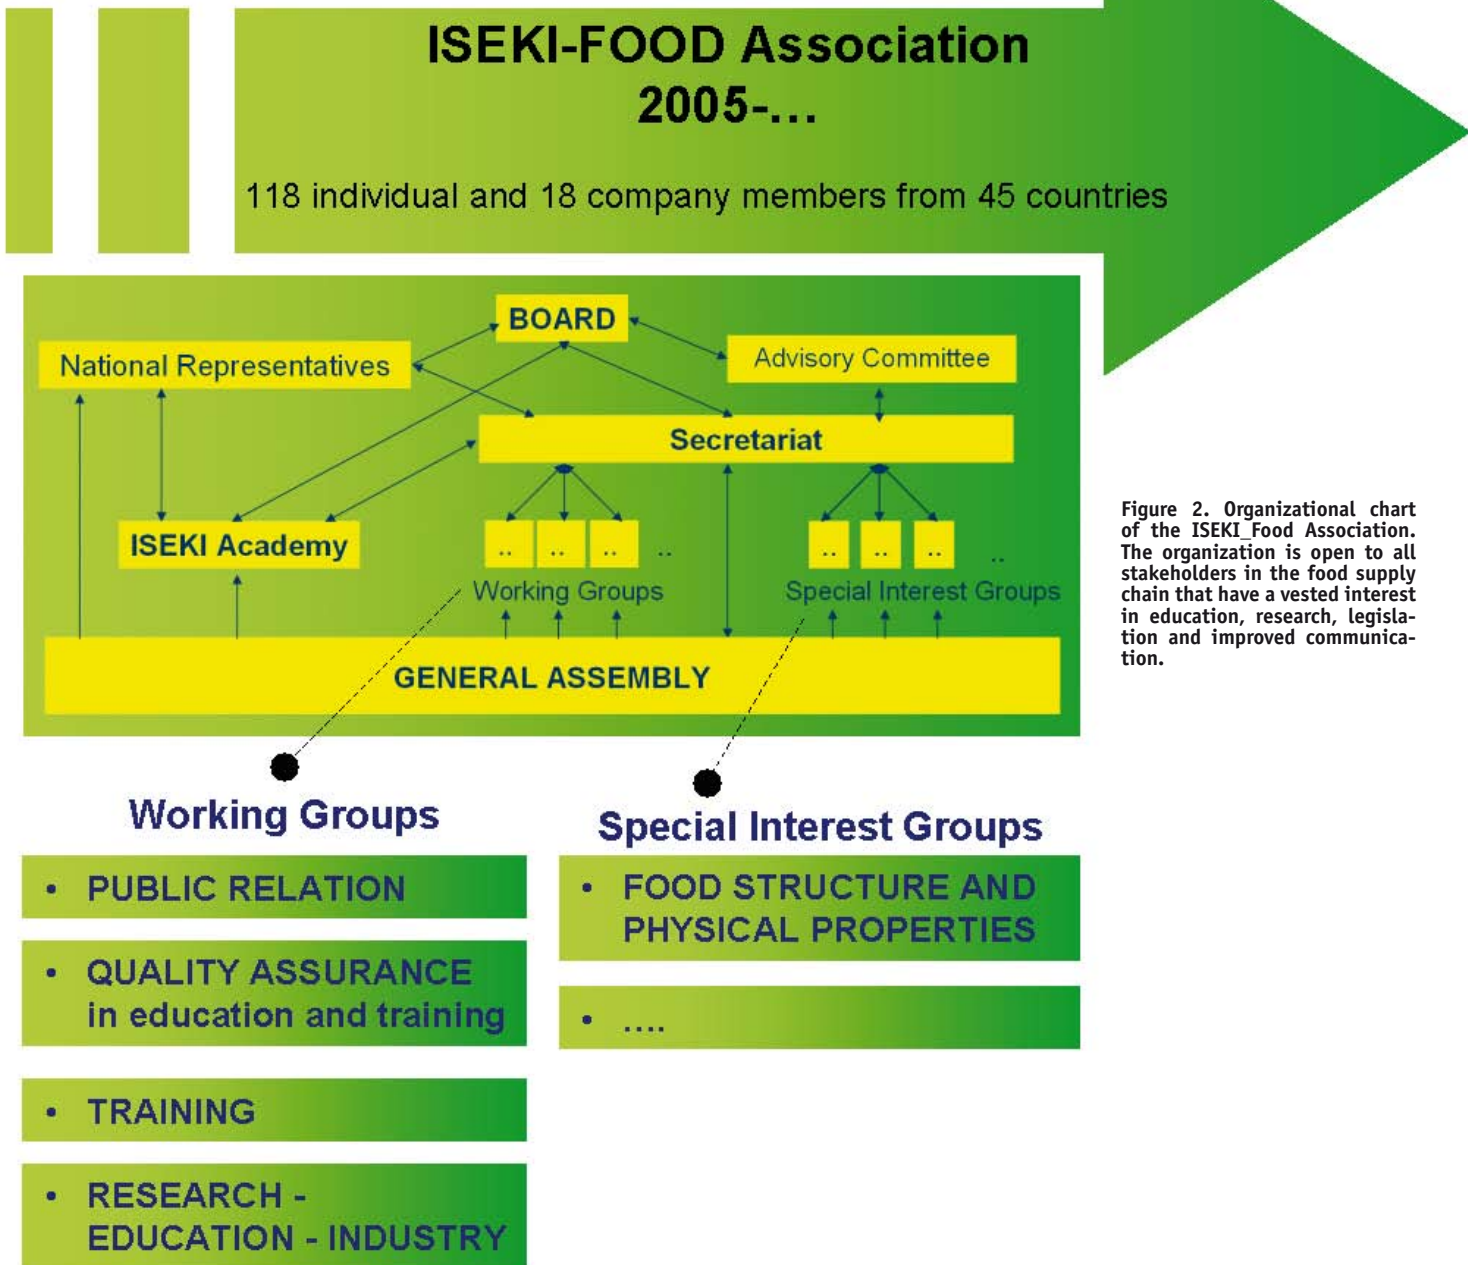 ISEKI-FOOD Association
2005-...
118 individual and 18 company members from 45 countries
BOARD
National Representatives
Advisory Committee
Secretariat
ISEKI Academy
.. .. .. ..
.. .. .. ..
Working Groups
Special Interest Groups
GENERAL ASSEMBLY
Figure 2. Organizational chart
of the ISEKI_Food Association.
The organization is open to all
stakeholders in the food supply
chain that have a vested interest
in education, research, legisla-
tion and improved communica-
tion.
Working Groups
• PUBLIC RELATION
• QUALITY ASSURANCE
in education and training
• TRAINING
• RESEARCH -
EDUCATION - INDUSTRY
Special Interest Groups
• FOOD STRUCTURE AND
PHYSICAL PROPERTIES
• ....